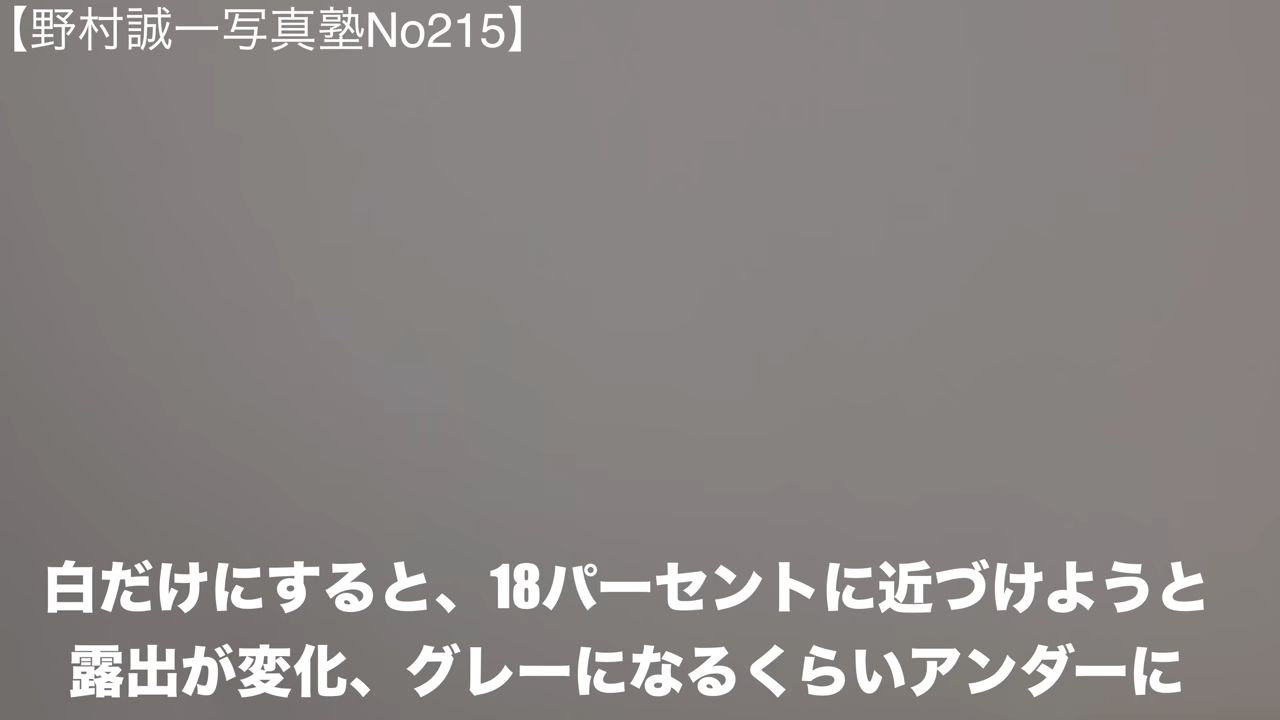 【野村誠一写真塾No215】
白だけにすると、18パーセントに近づけようと
露出が変化、グレーになるくらいアンダーに